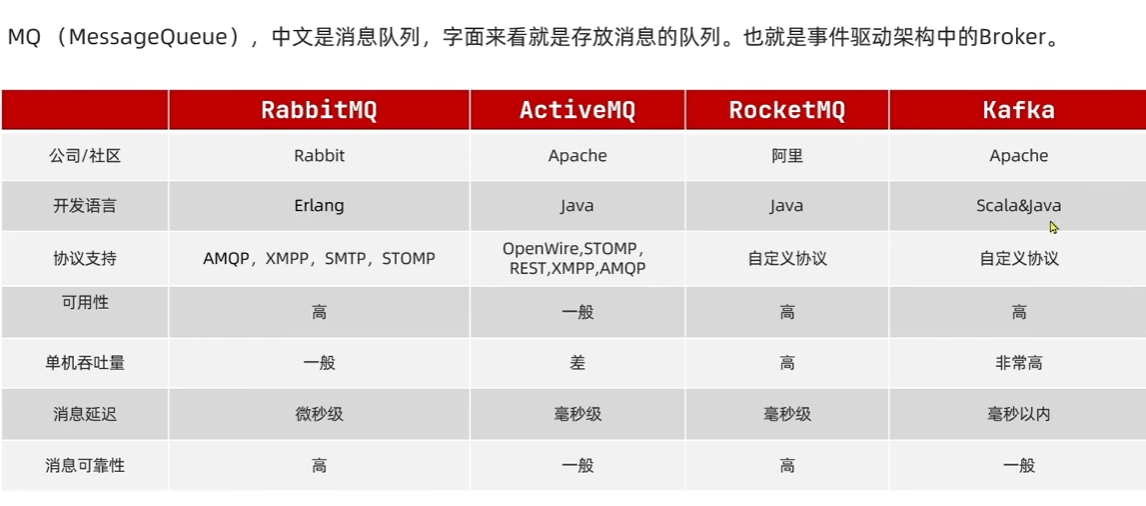 MQ （MessageQueue），中文是消息队列，字面来看就是存放消息的队列。也就是事件驱动架构中的Broker。
RabbitMQ ActiveMQ RocketMQ Kafka
公司/社区 Rabbit Apache 阿里 Apache
开发语言 Erlang Java Java Scala&Java
协议支持 AMQP，XMPP，SMTP，STOMP OpenWire,STOMP，
REST,XMPP,AMQP 自定义协议 自定义协议
可用性 高 一般 高 高
单机吞吐量 一般 差 高 非常高
消息延迟 微秒级 毫秒级 毫秒级 毫秒以内
消息可靠性 高 一般 高 一般